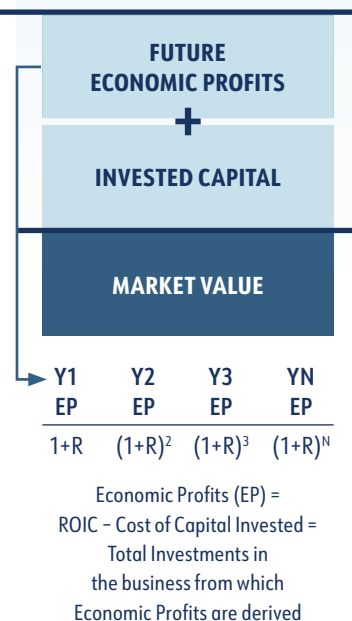 FUTURE
ECONOMIC PROFITS
+
INVESTED CAPITAL
MARKET VALUE
Y1 Y2 Y3 YN
EP EP EP EP
1+R (1+R)² (1+R)³ (1+R)ᴺ
Economic Profits (EP) =
ROIC – Cost of Capital Invested =
Total Investments in
the business from which
Economic Profits are derived